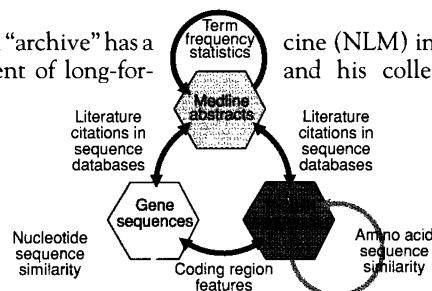 "archive" has a
ent of long-for-
cine (NLM) in
and his colle
Term
frequency
statistics
Medline
abstracts
Literature
citations in
sequence
databases
Literature
citations in
sequence
databases
Gene
sequences
Nucleotide
sequence
similarity
Coding region
features
Amino acid
sequence
similarity